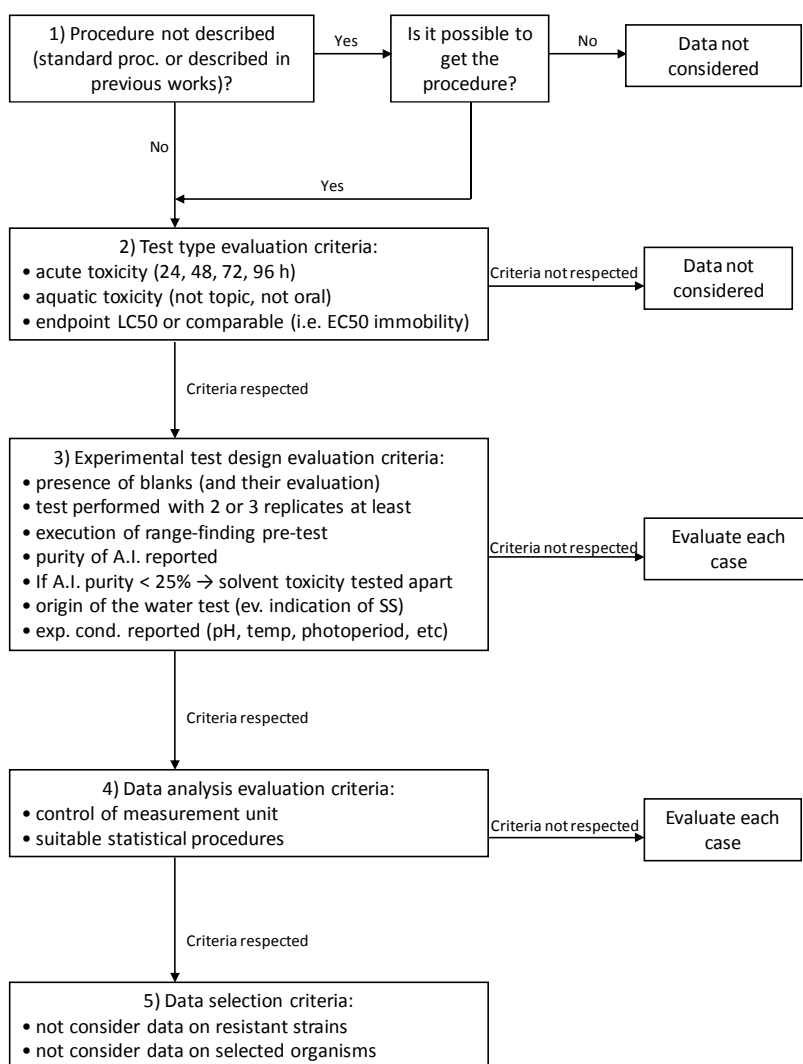 1) Procedure not described
(standard proc. or described in
previous works)?
Yes
Is it possible to
get the
procedure?
No
Data not
considered
No
Yes
2) Test type evaluation criteria:
• acute toxicity (24, 48, 72, 96 h)
• aquatic toxicity (not topic, not oral)
• endpoint LC50 or comparable (i.e. EC50 immobility)
Criteria not respected
Data not
considered
Criteria respected
3) Experimental test design evaluation criteria:
• presence of blanks (and their evaluation)
• test performed with 2 or 3 replicates at least
• execution of range-finding pre-test
• purity of A.I. reported
• If A.I. purity < 25% → solvent toxicity tested apart
• origin of the water test (ev. indication of SS)
• exp. cond. reported (pH, temp, photoperiod, etc)
Criteria not respected
Evaluate each
case
Criteria respected
4) Data analysis evaluation criteria:
• control of measurement unit
• suitable statistical procedures
Criteria not respected
Evaluate each
case
Criteria respected
5) Data selection criteria:
• not consider data on resistant strains
• not consider data on selected organisms